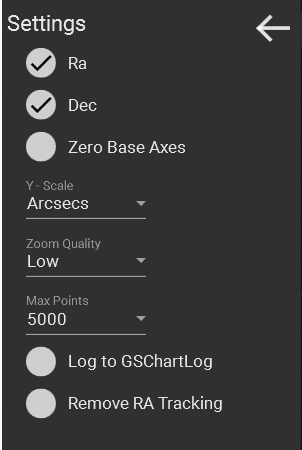 Settings
Ra
Dec
Zero Base Axes
Y - Scale
Arcsecs
Zoom Quality
Low
Max Points
5000
Log to GSChartLog
Remove RA Tracking